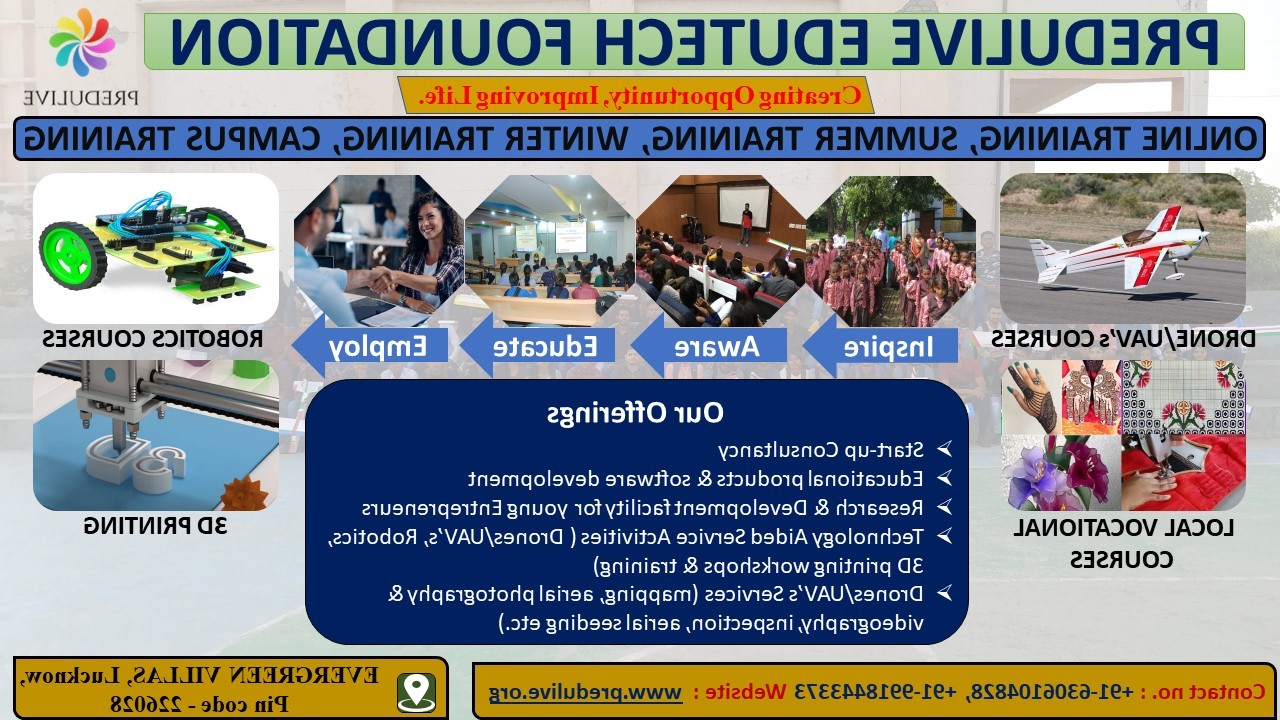 PREDULIVE EDUTECH FOUNDATION
PREDULIVE
Creating Opportunity, Improving Life.
ONLINE TRAINING, SUMMER TRAINING, WINTER TRAINING, CAMPUS TRAINING
DRONE/UAV's COURSES
Inspire
Aware
Educate
Employ
ROBOTICS COURSES
LOCAL VOCATIONAL
COURSES
3D PRINTING
Our Offerings
➢ Start-up Consultancy
➢ Educational products & software development
➢ Research & Development facility for young Entrepreneurs
➢ Technology Aided Service Activities ( Drones/UAV's, Robotics,
3D printing workshops & training)
➢ Drones/UAV's Services (mapping, aerial photography &
videography, inspection, aerial seeding etc.)
Contact no. : +91-6306104828, +91-9918443373 Website : www.predulive.org
EVERGREEN VILLAS, Lucknow,
Pin code - 226028